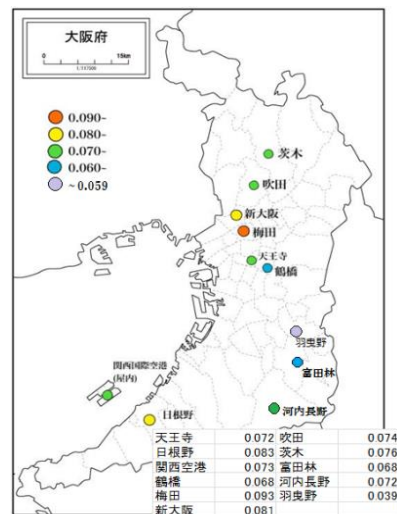 大阪府
0 15km
0.090-
0.080-
0.070-
0.060-
~0.059
茨木
吹田
新大阪
梅田
天王寺
鶴橋
羽曳野
富田林
関西国際空港
(屋内)
河内長野
日根野
天王寺 0.072 吹田 0.074
日根野 0.083 茨木 0.076
関西空港 0.073 富田林 0.068
鶴橋 0.068 河内長野 0.072
梅田 0.093 羽曳野 0.039
新大阪 0.081